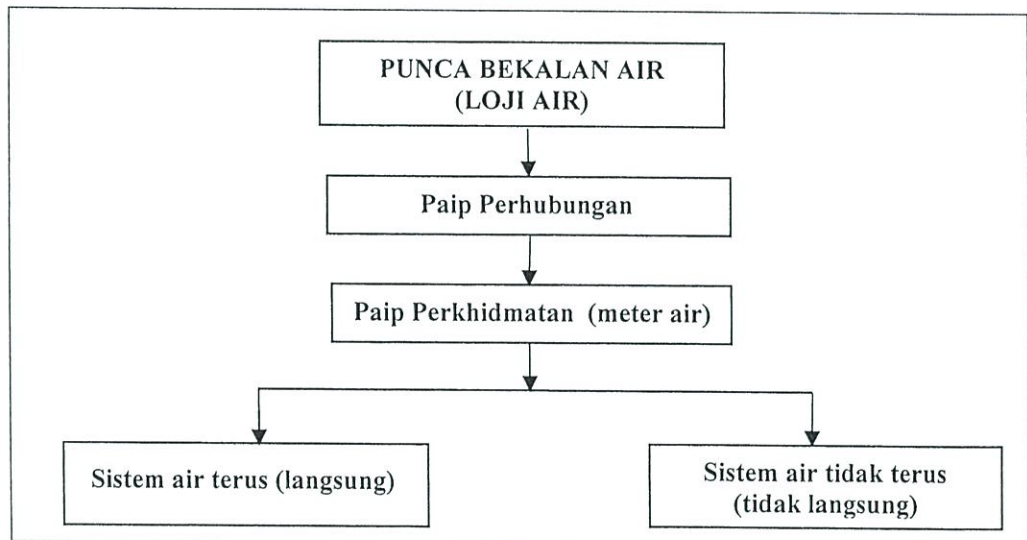 PUNCA BEKALAN AIR
(LOJI AIR)
Paip Perhubungan
Paip Perkhidmatan (meter air)
Sistem air terus (langsung)
Sistem air tidak terus
(tidak langsung)